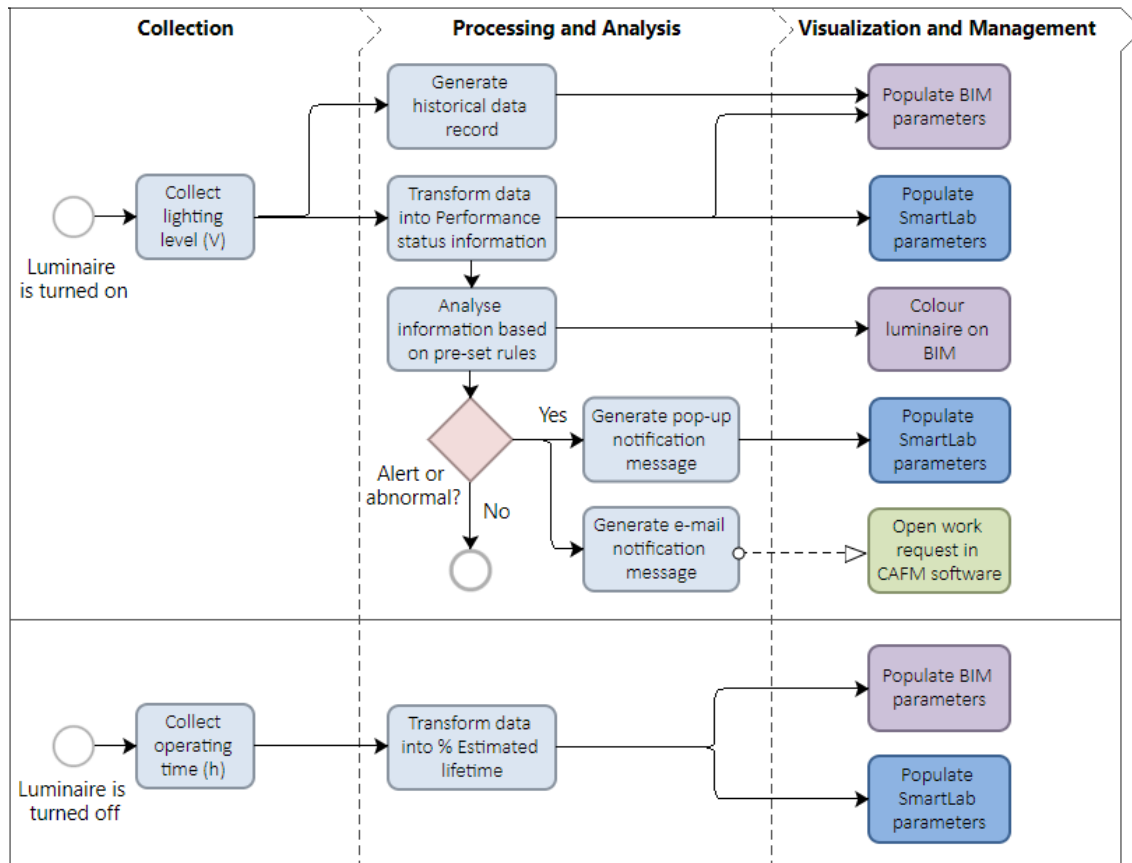 Collection
Processing and Analysis
Visualization and Management
Generate
historical data
record
Populate BIM
parameters
Collect
lighting
level (V)
Transform data
into Performance
status information
Populate
SmartLab
parameters
Luminaire
is turned on
Analyse
information based
on pre-set rules
Colour
luminaire on
BIM
Yes
Generate pop-up
notification
message
Populate
SmartLab
parameters
Alert or
abnormal?
No
Generate e-mail
notification
message
Open work
request in
CAFM software
Populate BIM
parameters
Collect
operating
time (h)
Transform data
into % Estimated
lifetime
Luminaire is
turned off
Populate
SmartLab
parameters